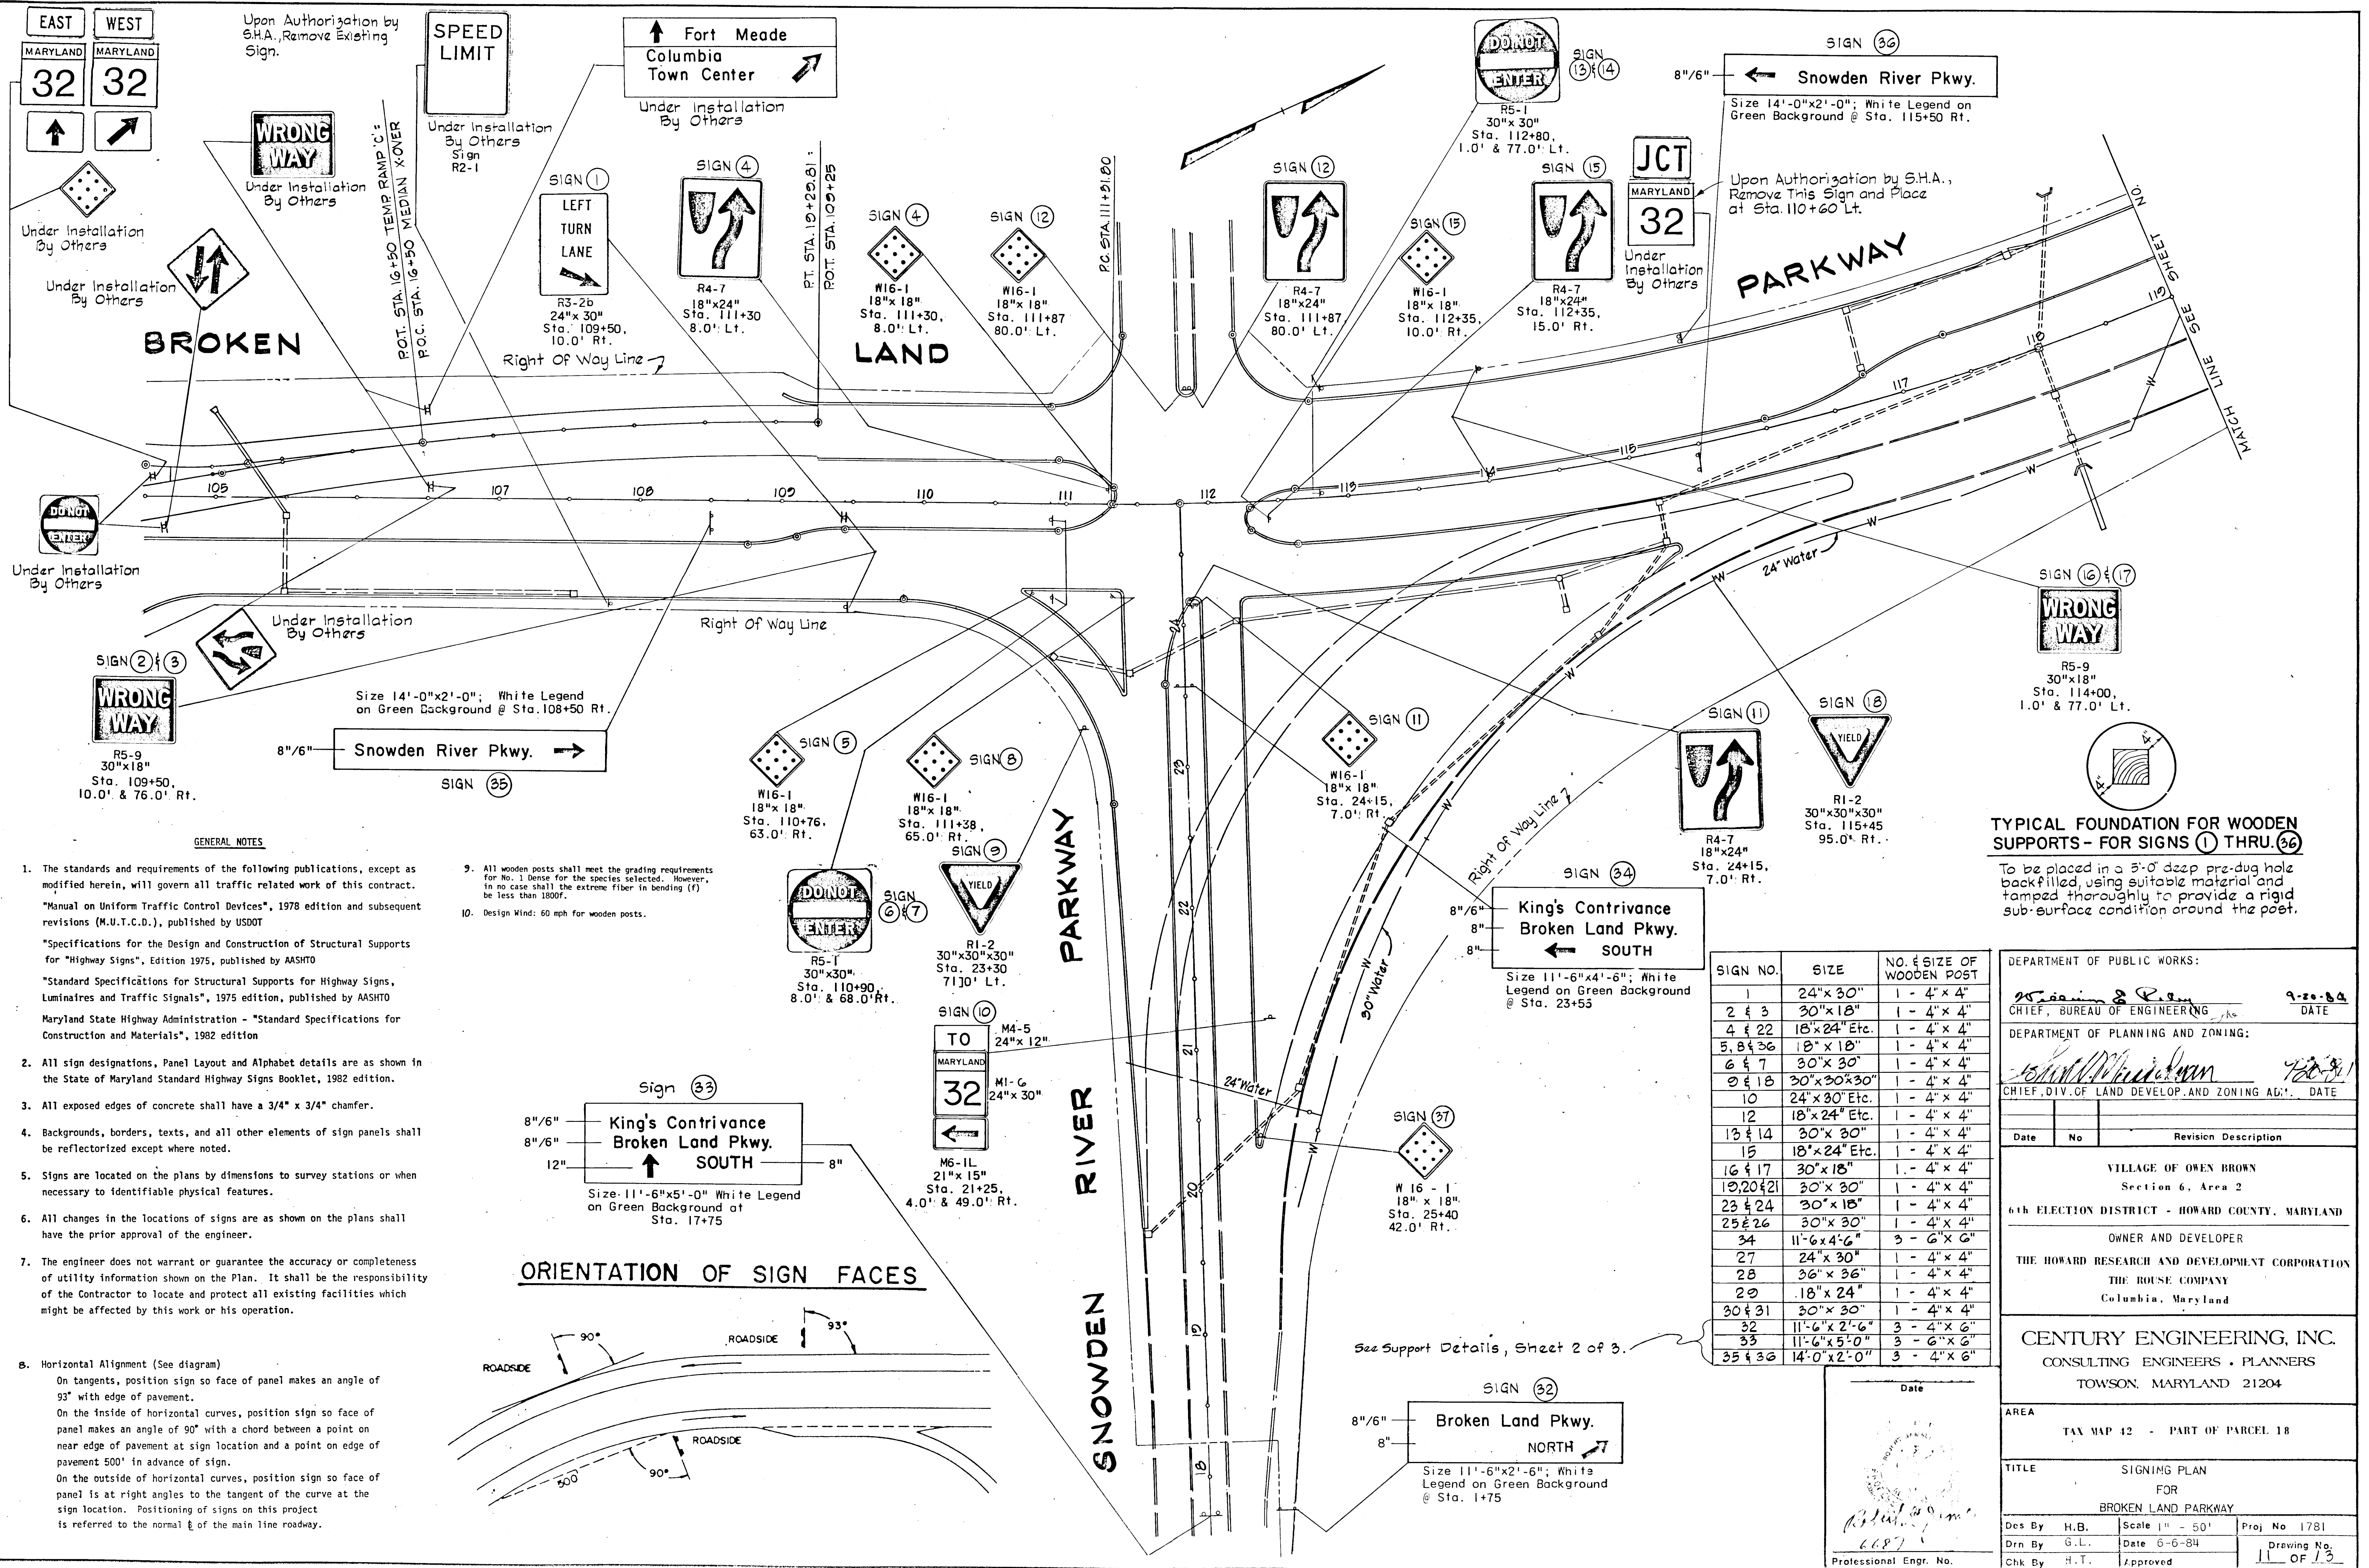 EAST
WEST
MARYLAND
MARYLAND
32
32
Upon Authorization by
S.H.A., Remove Existing
Sign.
SPEED
LIMIT
Under Installation
By Others
Sign
R2-1
Fort Meade
Columbia
Town Center
Under Installation
By Others
DO NOT
ENTER
SIGN
13 & 14
R5-1
30"x 30"
Sta. 112+80,
1.0' & 77.0' Lt.
SIGN 36
8"/6"
Snowden River Pkwy.
Size 14'-0"x2'-0"; White Legend on
Green Background @ Sta. 115+50 Rt.
WRONG
WAY
Under Installation
By Others
P.O.T. STA. 16+50 TEMP RAMP 'C'=
P.O.C. STA. 16+50 MEDIAN X-OVER
Under Installation
By Others
Under Installation
By Others
SIGN 1
LEFT
TURN
LANE
R3-2b
24"x 30"
Sta. 109+50,
10.0' Rt.
SIGN 4
R4-7
18"x24"
Sta. 111+30
8.0' Lt.
P.T. STA. 19+29.81 =
P.O.T. STA. 109+25
SIGN 4
W16-1
18"x 18"
Sta. 111+30,
8.0' Lt.
SIGN 12
W16-1
18"x 18"
Sta. 111+87
80.0' Lt.
P.C. STA. 111+31.80
SIGN 12
R4-7
18"x24"
Sta. 111+87,
80.0' Lt.
SIGN 15
W16-1
18"x 18"
Sta. 112+35,
10.0' Rt.
SIGN 15
R4-7
18"x24"
Sta. 112+35,
15.0' Rt.
JCT
MARYLAND
32
Under
Installation
By Others
Upon Authorization by S.H.A.,
Remove This Sign and Place
at Sta. 110+60 Lt.
BROKEN
LAND
PARKWAY
Right Of Way Line
MATCH LINE SEE SHEET NO.
105
107
108
109
110
111
112
113
114
115
117
118
119
DO NOT
ENTER
Under Installation
By Others
Under Installation
By Others
Right Of Way Line
W
W
W
W
W
W
W
24" Water
SIGN 2 & 3
WRONG
WAY
R5-9
30"x18"
Sta. 109+50,
10.0' & 76.0' Rt.
Size 14'-0"x2'-0"; White Legend
on Green Background @ Sta. 108+50 Rt.
8"/6"
Snowden River Pkwy.
SIGN 35
SIGN 5
W16-1
18"x 18"
Sta. 110+76,
63.0' Rt.
SIGN 8
W16-1
18"x 18"
Sta. 111+38,
65.0' Rt.
DO NOT
ENTER
SIGN
6 & 7
R5-1
30"x30"
Sta. 110+90,
8.0' & 68.0' Rt.
SIGN 9
YIELD
R1-2
30"x30"x30"
Sta. 23+30
SIGN 10
TO
M4-5
24"x 12"
MARYLAND
32
M1-6
24"x 30"
M6-1L
21"x 15"
Sta. 21+25,
4.0' & 49.0' Rt.
SIGN 11
W16-1
18"x 18"
Sta. 24+15,
7.0' Rt.
SIGN 11
R4-7
18"x24"
Sta. 24+15,
7.0' Rt.
SIGN 18
YIELD
R1-2
30"x30"x30"
Sta. 115+45
95.0' Rt.
SIGN 16 & 17
WRONG
WAY
R5-9
30"x18"
Sta. 114+00,
1.0' & 77.0' Lt.
4"
4"
TYPICAL FOUNDATION FOR WOODEN
SUPPORTS - FOR SIGNS 1 THRU. 36
To be placed in a 3'-0" deep pre-dug hole
backfilled, using suitable material and
tamped thoroughly to provide a rigid
sub-surface condition around the post.
Right Of Way Line
SIGN 34
8"/6"
King's Contrivance
8"
Broken Land Pkwy.
8"
SOUTH
Size 11'-6"x4'-6"; White
Legend on Green Background
@ Sta. 23+55
30" Water
24" Water
W
W
W
SIGN 37
W 16 - 1
18" x 18"
Sta. 25+40
42.0' Rt.
24
23
22
21
20
19
18
SNOWDEN RIVER PARKWAY
Sign 33
8"/6"
King's Contrivance
8"/6"
Broken Land Pkwy.
12"
SOUTH
8"
Size 11'-6"x5'-0" White Legend
on Green Background at
Sta. 17+75
SIGN 32
8"/6"
Broken Land Pkwy.
8"
NORTH
Size 11'-6"x2'-6"; White
Legend on Green Background
@ Sta. 1+75
GENERAL NOTES
1. The standards and requirements of the following publications, except as
modified herein, will govern all traffic related work of this contract.
"Manual on Uniform Traffic Control Devices", 1978 edition and subsequent
revisions (M.U.T.C.D.), published by USDOT
"Specifications for the Design and Construction of Structural Supports
for "Highway Signs", Edition 1975, published by AASHTO
"Standard Specifications for Structural Supports for Highway Signs,
Luminaires and Traffic Signals", 1975 edition, published by AASHTO
Maryland State Highway Administration - "Standard Specifications for
Construction and Materials", 1982 edition
2. All sign designations, Panel Layout and Alphabet details are as shown in
the State of Maryland Standard Highway Signs Booklet, 1982 edition.
3. All exposed edges of concrete shall have a 3/4" x 3/4" chamfer.
4. Backgrounds, borders, texts, and all other elements of sign panels shall
be reflectorized except where noted.
5. Signs are located on the plans by dimensions to survey stations or when
necessary to identifiable physical features.
6. All changes in the locations of signs are as shown on the plans shall
have the prior approval of the engineer.
7. The engineer does not warrant or guarantee the accuracy or completeness
of utility information shown on the Plan. It shall be the responsibility
of the Contractor to locate and protect all existing facilities which
might be affected by this work or his operation.
8. Horizontal Alignment (See diagram)
On tangents, position sign so face of panel makes an angle of
93° with edge of pavement.
On the inside of horizontal curves, position sign so face of
panel makes an angle of 90° with a chord between a point on
near edge of pavement at sign location and a point on edge of
pavement 500' in advance of sign.
On the outside of horizontal curves, position sign so face of
panel is at right angles to the tangent of the curve at the
sign location. Positioning of signs on this project
is referred to the normal ℄ of the main line roadway.
9. All wooden posts shall meet the grading requirements
for No. 1 Dense for the species selected. However,
in no case shall the extreme fiber in bending (f)
be less than 1800f.
10. Design Wind: 60 mph for wooden posts.
ORIENTATION OF SIGN FACES
90°
ROADSIDE
ROADSIDE
93°
ROADSIDE
500'
90°
See Support Details, Sheet 2 of 3.
SIGN NO. SIZE NO. & SIZE OF WOODEN POST
1 24"x 30" 1 - 4"x 4"
2 & 3 30"x 18" 1 - 4"x 4"
4 & 22 18"x 24" Etc. 1 - 4"x 4"
5, 8 & 36 18"x 18" 1 - 4"x 4"
6 & 7 30"x 30" 1 - 4"x 4"
9 & 18 30"x30"x30" 1 - 4"x 4"
10 24"x 30" Etc. 1 - 4"x 4"
12 18"x 24" Etc. 1 - 4"x 4"
13 & 14 30"x 30" 1 - 4"x 4"
15 18"x 24" Etc. 1 - 4"x 4"
16 & 17 30"x 18" 1 - 4"x 4"
19,20 & 21 30"x 30" 1 - 4"x 4"
23 & 24 30"x 18" 1 - 4"x 4"
25 & 26 30"x 30" 1 - 4"x 4"
34 11'-6x4'-6" 3 - 6"x 6"
27 24"x 30" 1 - 4"x 4"
28 36"x 36" 1 - 4"x 4"
29 18"x 24" 1 - 4"x 4"
30 & 31 30"x 30" 1 - 4"x 4"
32 11'-6"x 2'-6" 3 - 4"x 6"
33 11'-6"x 5'-0" 3 - 6"x 6"
35 & 36 14'-0"x2'-0" 3 - 4"x 6"
DEPARTMENT OF PUBLIC WORKS:
9-20-84
CHIEF, BUREAU OF ENGINEERING
DATE
DEPARTMENT OF PLANNING AND ZONING:
CHIEF, DIV. OF LAND DEVELOP. AND ZONING ADM. DATE
Date No Revision Description
VILLAGE OF OWEN BROWN
Section 6, Area 2
6th ELECTION DISTRICT - HOWARD COUNTY, MARYLAND
OWNER AND DEVELOPER
THE HOWARD RESEARCH AND DEVELOPMENT CORPORATION
THE ROUSE COMPANY
Columbia, Maryland
CENTURY ENGINEERING, INC.
CONSULTING ENGINEERS • PLANNERS
TOWSON, MARYLAND 21204
AREA
TAX MAP 42 - PART OF PARCEL 18
TITLE
SIGNING PLAN
FOR
BROKEN LAND PARKWAY
Des By H.B. Scale 1" - 50' Proj No 1781
Drn By G.L. Date 6-6-84 Drawing No.
Chk By H.T. Approved 11 OF 13
Date
6687
Professional Engr. No.